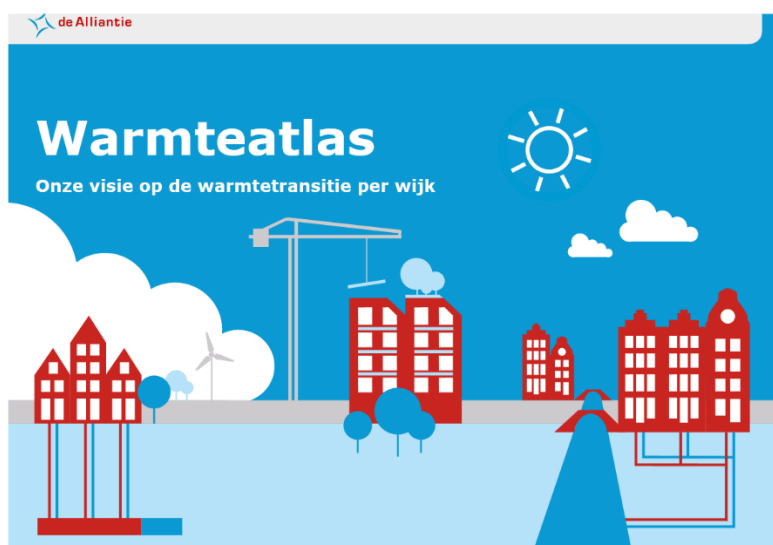 de Alliantie
Warmteatlas
Onze visie op de warmtetransitie per wijk